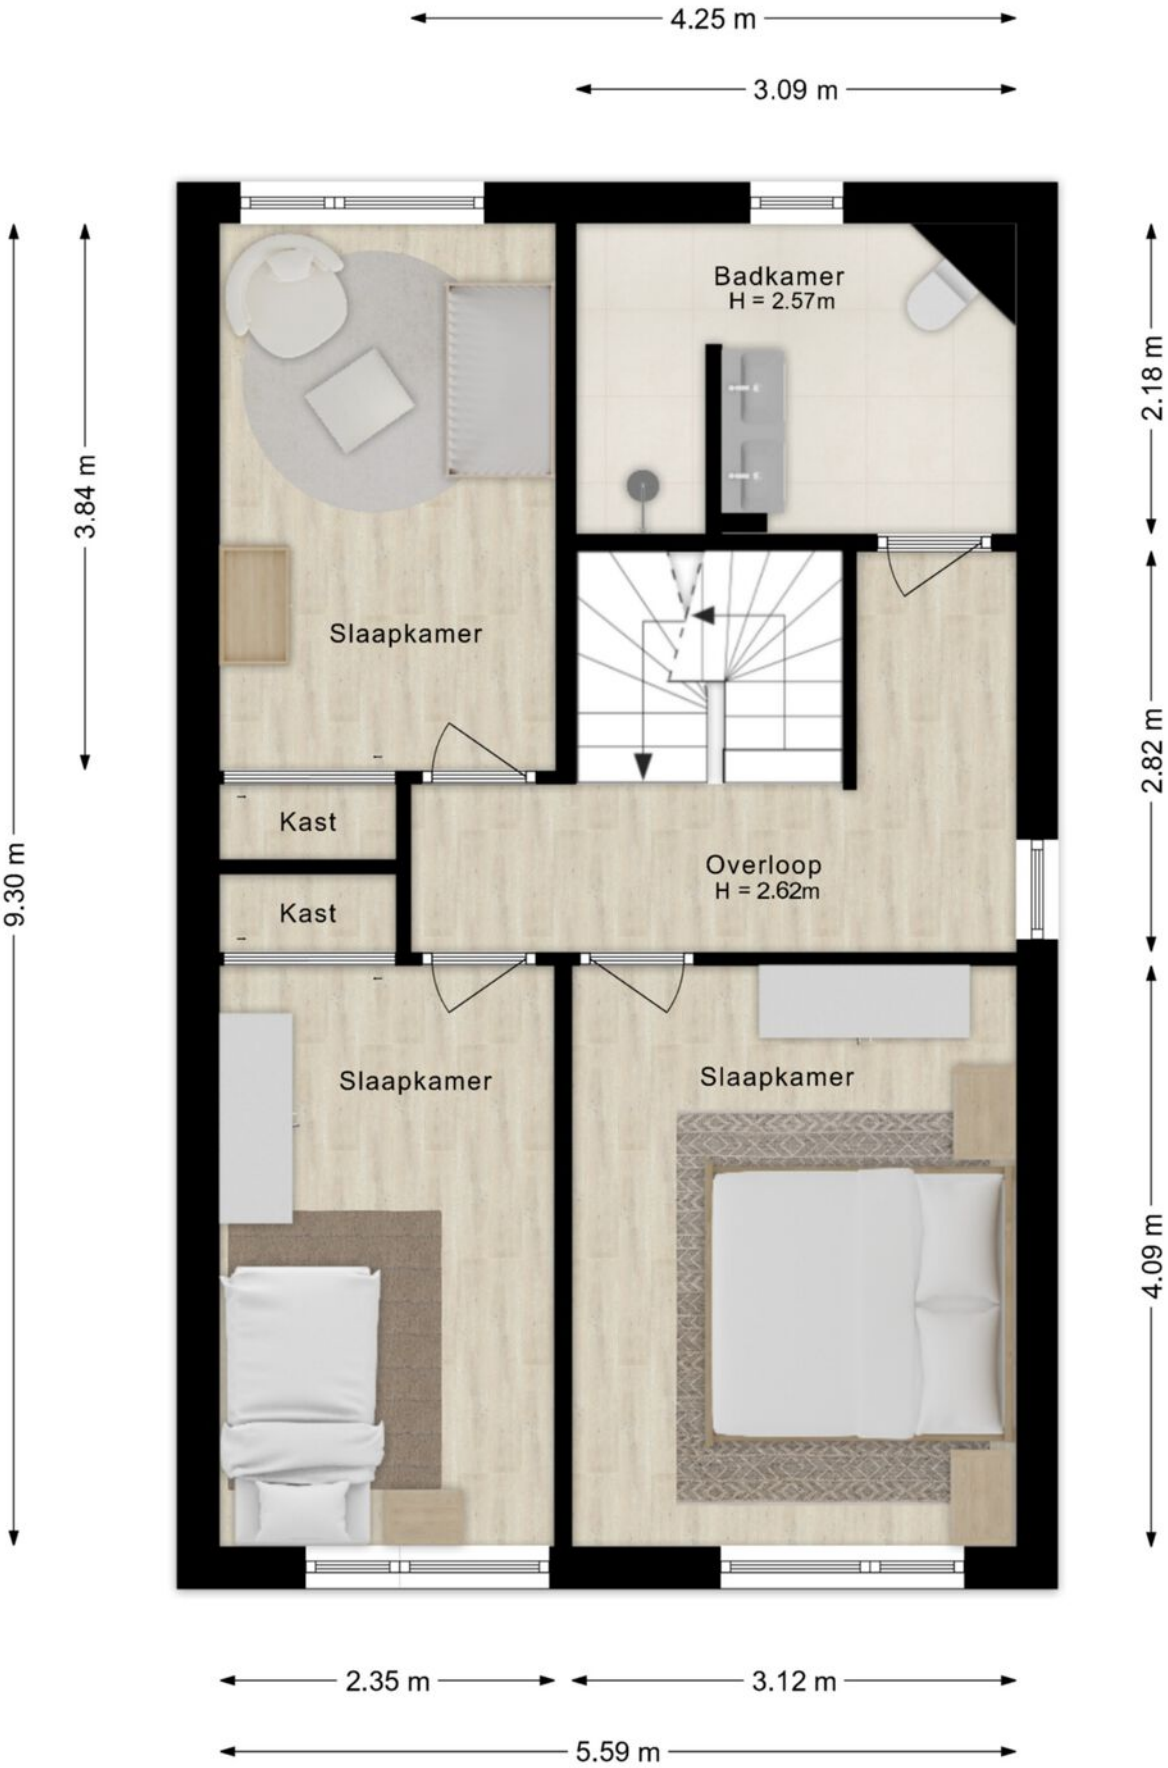 4.25 m
3.09 m
Badkamer
H = 2.57m
2.18 m
3.84 m
Slaapkamer
2.82 m
Kast
Overloop
H = 2.62m
9.30 m
Kast
Slaapkamer
Slaapkamer
4.09 m
2.35 m
3.12 m
5.59 m